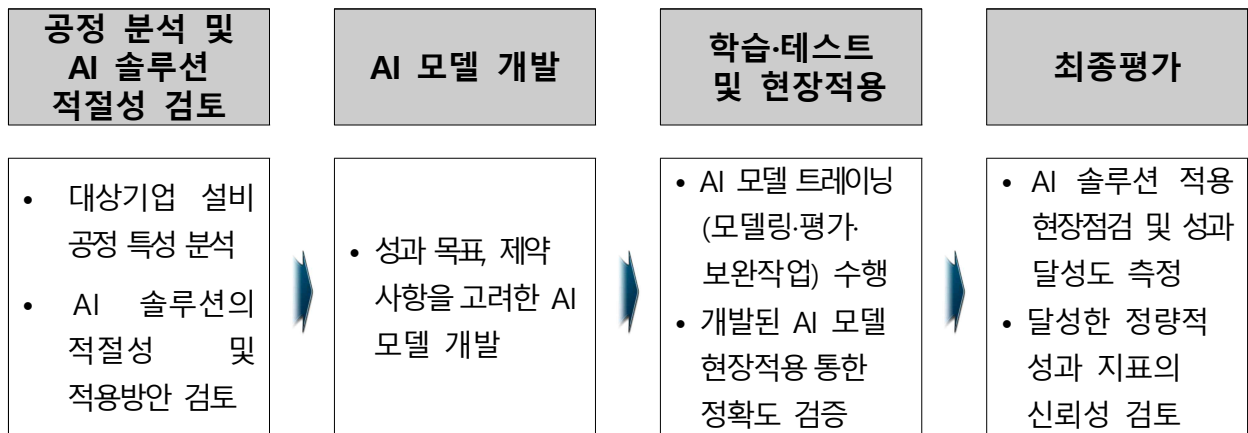 공정 분석 및
AI 솔루션
적절성 검토
AI 모델 개발
학습·테스트
및 현장적용
최종평가
• 대상기업 설비
공정 특성 분석
• AI 솔루션의
적절성 및
적용방안 검토
• 성과 목표, 제약
사항을 고려한 AI
모델 개발
• AI 모델 트레이닝
(모델링·평가·
보완작업) 수행
• 개발된 AI 모델
현장적용 통한
정확도 검증
• AI 솔루션 적용
현장점검 및 성과
달성도 측정
• 달성한 정량적
성과 지표의
신뢰성 검토